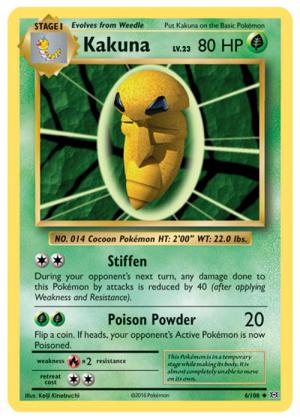 STAGE 1 Evolves from Weedle Put Kakuna on the Basic Pokémon
Kakuna LV.23 80 HP
NO. 014 Cocoon Pokémon HT: 2'00" WT: 22.0 lbs.
Stiffen
During your opponent's next turn, any damage done to
this Pokémon by attacks is reduced by 40 (after applying
Weakness and Resistance).
Poison Powder 20
Flip a coin. If heads, your opponent's Active Pokémon is now
Poisoned.
weakness ×2 resistance
retreat
cost
This Pokémon is in a temporary
stage while making its body. It is
almost completely unable to move
on its own.
Illus. Keiji Kinebuchi ©2016 Pokémon 6/108